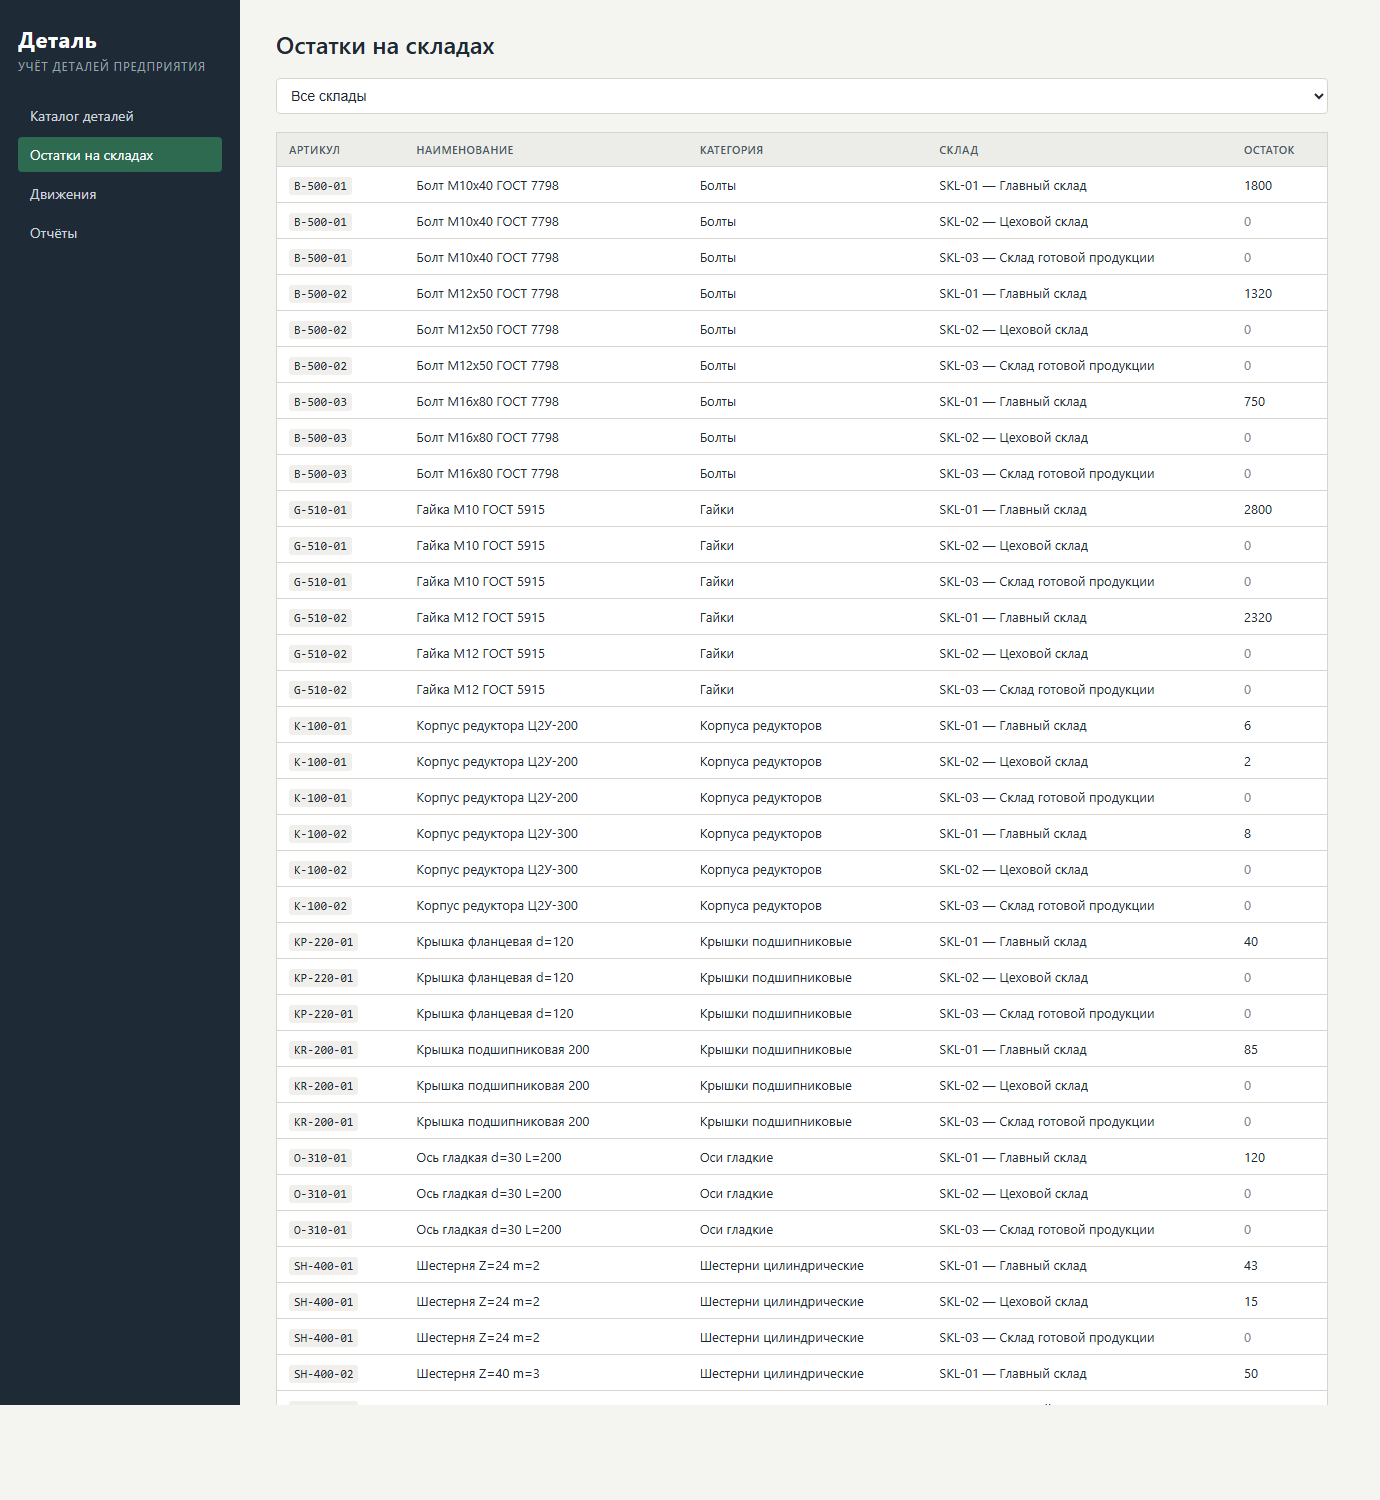 Деталь
УЧЁТ ДЕТАЛЕЙ ПРЕДПРИЯТИЯ
Каталог деталей
Остатки на складах
Движения
Отчёты
Остатки на складах
Все склады
АРТИКУЛ НАИМЕНОВАНИЕ КАТЕГОРИЯ СКЛАД ОСТАТОК
B-500-01 Болт М10х40 ГОСТ 7798 Болты SKL-01 — Главный склад 1800
B-500-01 Болт М10х40 ГОСТ 7798 Болты SKL-02 — Цеховой склад 0
B-500-01 Болт М10х40 ГОСТ 7798 Болты SKL-03 — Склад готовой продукции 0
B-500-02 Болт М12х50 ГОСТ 7798 Болты SKL-01 — Главный склад 1320
B-500-02 Болт М12х50 ГОСТ 7798 Болты SKL-02 — Цеховой склад 0
B-500-02 Болт М12х50 ГОСТ 7798 Болты SKL-03 — Склад готовой продукции 0
B-500-03 Болт М16х80 ГОСТ 7798 Болты SKL-01 — Главный склад 750
B-500-03 Болт М16х80 ГОСТ 7798 Болты SKL-02 — Цеховой склад 0
B-500-03 Болт М16х80 ГОСТ 7798 Болты SKL-03 — Склад готовой продукции 0
G-510-01 Гайка М10 ГОСТ 5915 Гайки SKL-01 — Главный склад 2800
G-510-01 Гайка М10 ГОСТ 5915 Гайки SKL-02 — Цеховой склад 0
G-510-01 Гайка М10 ГОСТ 5915 Гайки SKL-03 — Склад готовой продукции 0
G-510-02 Гайка М12 ГОСТ 5915 Гайки SKL-01 — Главный склад 2320
G-510-02 Гайка М12 ГОСТ 5915 Гайки SKL-02 — Цеховой склад 0
G-510-02 Гайка М12 ГОСТ 5915 Гайки SKL-03 — Склад готовой продукции 0
K-100-01 Корпус редуктора Ц2У-200 Корпуса редукторов SKL-01 — Главный склад 6
K-100-01 Корпус редуктора Ц2У-200 Корпуса редукторов SKL-02 — Цеховой склад 2
K-100-01 Корпус редуктора Ц2У-200 Корпуса редукторов SKL-03 — Склад готовой продукции 0
K-100-02 Корпус редуктора Ц2У-300 Корпуса редукторов SKL-01 — Главный склад 8
K-100-02 Корпус редуктора Ц2У-300 Корпуса редукторов SKL-02 — Цеховой склад 0
K-100-02 Корпус редуктора Ц2У-300 Корпуса редукторов SKL-03 — Склад готовой продукции 0
KP-220-01 Крышка фланцевая d=120 Крышки подшипниковые SKL-01 — Главный склад 40
KP-220-01 Крышка фланцевая d=120 Крышки подшипниковые SKL-02 — Цеховой склад 0
KP-220-01 Крышка фланцевая d=120 Крышки подшипниковые SKL-03 — Склад готовой продукции 0
KR-200-01 Крышка подшипниковая 200 Крышки подшипниковые SKL-01 — Главный склад 85
KR-200-01 Крышка подшипниковая 200 Крышки подшипниковые SKL-02 — Цеховой склад 0
KR-200-01 Крышка подшипниковая 200 Крышки подшипниковые SKL-03 — Склад готовой продукции 0
O-310-01 Ось гладкая d=30 L=200 Оси гладкие SKL-01 — Главный склад 120
O-310-01 Ось гладкая d=30 L=200 Оси гладкие SKL-02 — Цеховой склад 0
O-310-01 Ось гладкая d=30 L=200 Оси гладкие SKL-03 — Склад готовой продукции 0
SH-400-01 Шестерня Z=24 m=2 Шестерни цилиндрические SKL-01 — Главный склад 43
SH-400-01 Шестерня Z=24 m=2 Шестерни цилиндрические SKL-02 — Цеховой склад 15
SH-400-01 Шестерня Z=24 m=2 Шестерни цилиндрические SKL-03 — Склад готовой продукции 0
SH-400-02 Шестерня Z=40 m=3 Шестерни цилиндрические SKL-01 — Главный склад 50